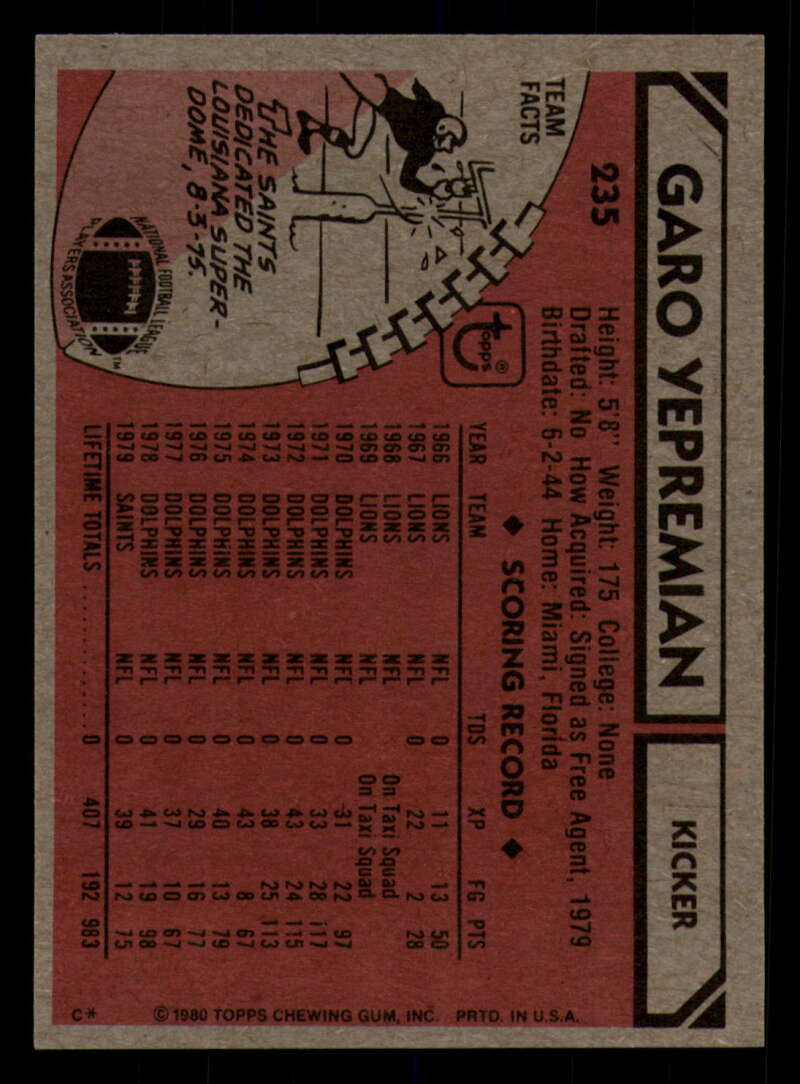 GARO YEPREMIAN
KICKER
235
Height: 5'8" Weight: 175 College: None
Drafted: No How Acquired: Signed as Free Agent, 1979
Birthdate: 6-2-44 Home: Miami, Florida
TEAM
FACTS
THE SAINTS
DEDICATED THE
LOUISIANA SUPER-
DOME, 8-3-75.
NATIONAL FOOTBALL LEAGUE
PLAYERS ASSOCIATION™
topps®
◆ SCORING RECORD ◆
YEAR TEAM TDS XP FG PTS
1966 LIONS NFL 0 11 13 50
1967 LIONS NFL 0 22 2 28
1968 LIONS NFL On Taxi Squad
1969 LIONS NFL On Taxi Squad
1970 DOLPHINS NFL 0 31 22 97
1971 DOLPHINS NFL 0 33 28 117
1972 DOLPHINS NFL 0 43 24 115
1973 DOLPHINS NFL 0 38 25 113
1974 DOLPHINS NFL 0 43 8 67
1975 DOLPHINS NFL 0 40 13 79
1976 DOLPHINS NFL 0 29 16 77
1977 DOLPHINS NFL 0 37 10 67
1978 DOLPHINS NFL 0 41 19 98
1979 SAINTS NFL 0 39 12 75
LIFETIME TOTALS .................. 0 407 192 983
C* © 1980 TOPPS CHEWING GUM, INC. PRTD. IN U.S.A.